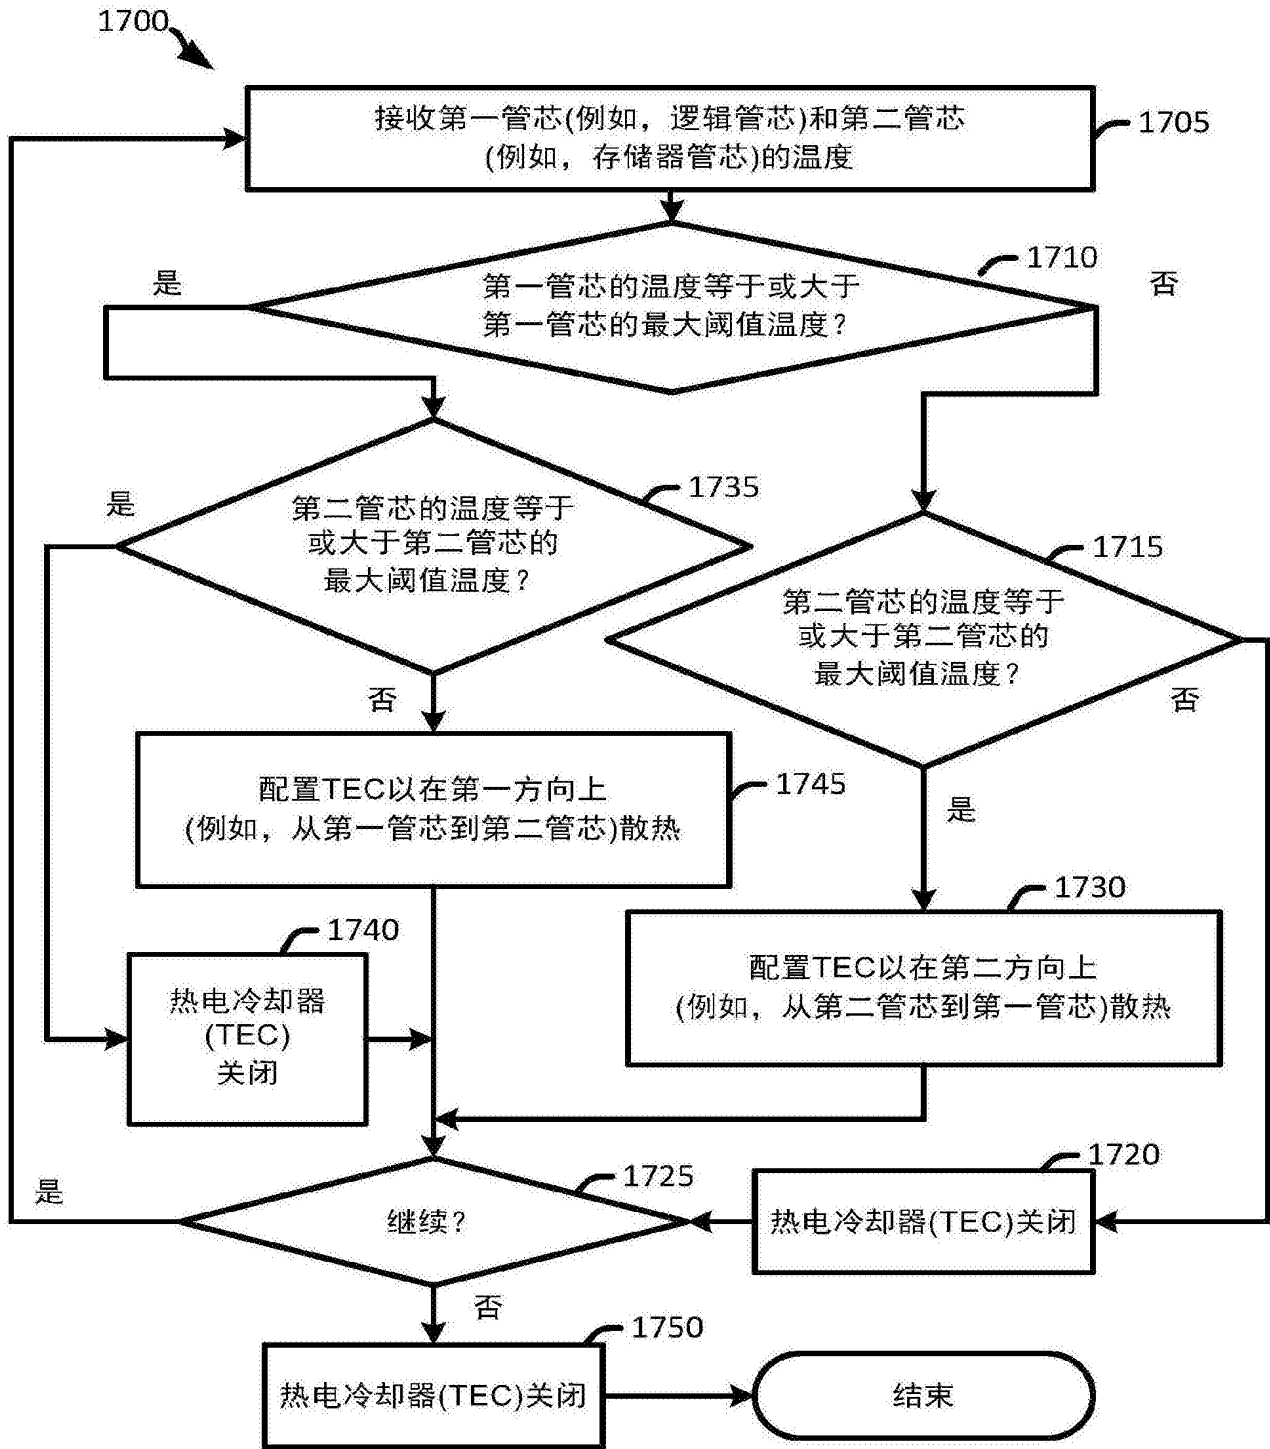 1700
接收第一管芯(例如，逻辑管芯)和第二管芯
(例如，存储器管芯)的温度
1705
是
第一管芯的温度等于或大于
第一管芯的最大阈值温度？
1710
否
是
第二管芯的温度等于
或大于第二管芯的
最大阈值温度？
1735
否
第二管芯的温度等于
或大于第二管芯的
最大阈值温度？
1715
否
是
配置TEC以在第一方向上
(例如，从第一管芯到第二管芯)散热
1745
配置TEC以在第二方向上
(例如，从第二管芯到第一管芯)散热
1730
热电冷却器
(TEC)
关闭
1740
是
继续？
1725
热电冷却器(TEC)关闭
1720
否
热电冷却器(TEC)关闭
1750
结束